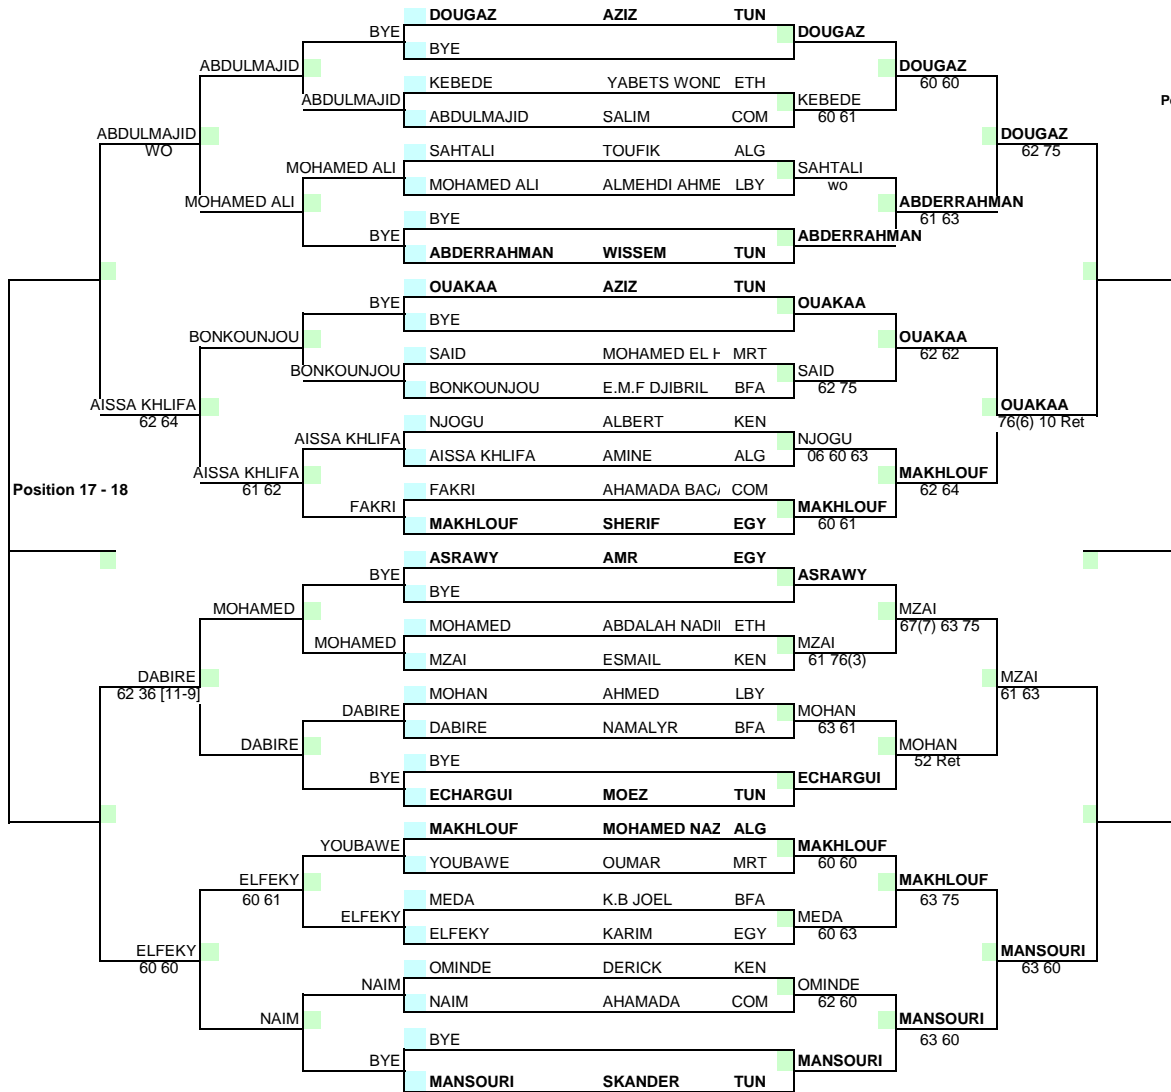 DOUGAZ AZIZ TUN
BYE DOUGAZ
BYE
ABDULMAJID DOUGAZ
KEBEDE YABETS WOND ETH 60 60
ABDULMAJID KEBEDE
ABDULMAJID SALIM COM 60 61
ABDULMAJID DOUGAZ
WO SAHTALI TOUFIK ALG 62 75
MOHAMED ALI SAHTALI
MOHAMED ALI ALMEHDI AHME LBY wo
MOHAMED ALI ABDERRAHMAN
BYE 61 63
BYE ABDERRAHMAN
ABDERRAHMAN WISSEM TUN
OUAKAA AZIZ TUN
BYE OUAKAA
BYE
BONKOUNJOU OUAKAA
SAID MOHAMED EL H MRT 62 62
BONKOUNJOU SAID
BONKOUNJOU E.M.F DJIBRIL BFA 62 75
AISSA KHLIFA OUAKAA
62 64 NJOGU ALBERT KEN 76(6) 10 Ret
AISSA KHLIFA NJOGU
AISSA KHLIFA AMINE ALG 06 60 63
AISSA KHLIFA MAKHLOUF
Position 17 - 18 61 62 FAKRI AHAMADA BACA COM 62 64
FAKRI MAKHLOUF
MAKHLOUF SHERIF EGY 60 61
ASRAWY AMR EGY
BYE ASRAWY
BYE
MOHAMED MZAI
MOHAMED ABDALAH NADII ETH 67(7) 63 75
MOHAMED MZAI
MZAI ESMAIL KEN 61 76(3)
DABIRE MZAI
62 36 [11-9] MOHAN AHMED LBY 61 63
DABIRE MOHAN
DABIRE NAMALYR BFA 63 61
DABIRE MOHAN
BYE 52 Ret
BYE ECHARGUI
ECHARGUI MOEZ TUN
MAKHLOUF MOHAMED NAZ ALG
YOUBAWE MAKHLOUF
YOUBAWE OUMAR MRT 60 60
ELFEKY MAKHLOUF
60 61 MEDA K.B JOEL BFA 63 75
ELFEKY MEDA
ELFEKY KARIM EGY 60 63
ELFEKY MANSOURI
60 60 OMINDE DERICK KEN 63 60
NAIM OMINDE
NAIM AHAMADA COM 62 60
NAIM MANSOURI
BYE 63 60
BYE MANSOURI
MANSOURI SKANDER TUN